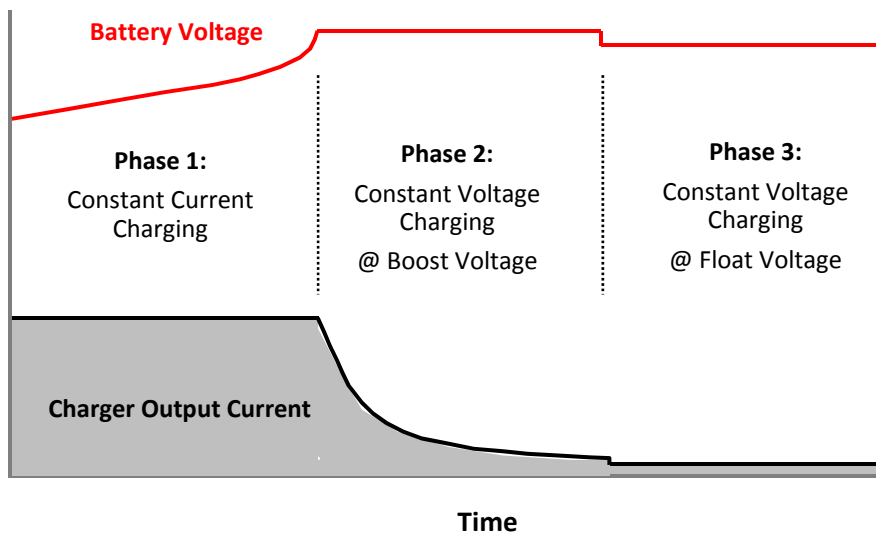 Battery Voltage
Phase 1:
Constant Current
Charging
Phase 2:
Constant Voltage
Charging
@ Boost Voltage
Phase 3:
Constant Voltage
Charging
@ Float Voltage
Charger Output Current
Time